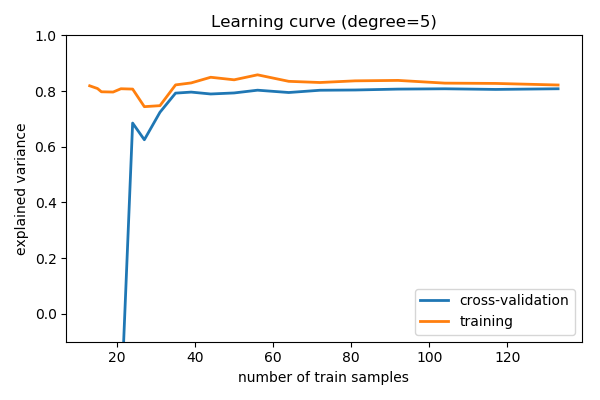 Learning curve (degree=5)
explained variance
1.0
0.8
0.6
0.4
0.2
0.0
20
40
60
80
100
120
number of train samples
cross-validation
training